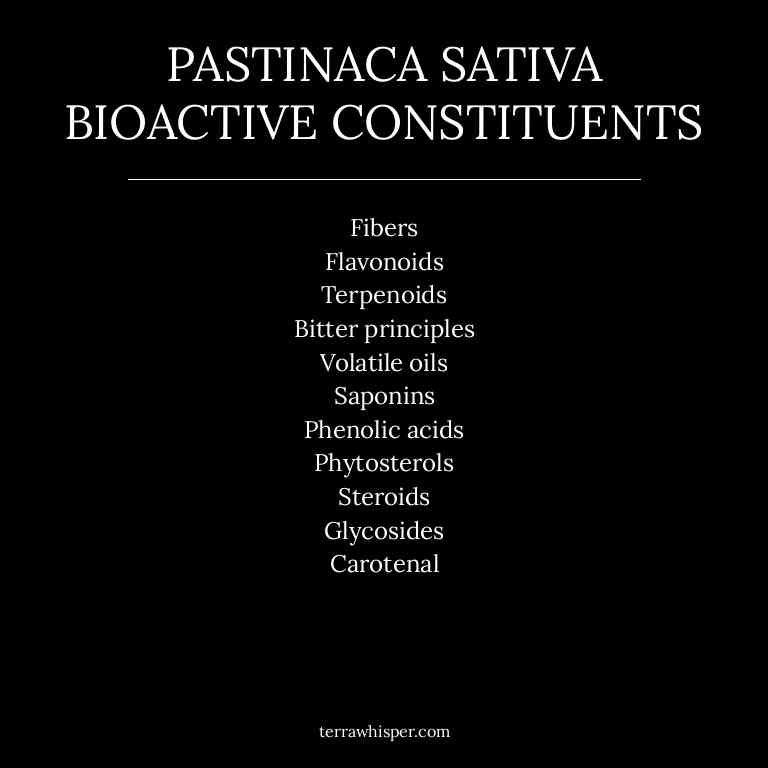 PASTINACA SATIVA
BIOACTIVE CONSTITUENTS
Fibers
Flavonoids
Terpenoids
Bitter principles
Volatile oils
Saponins
Phenolic acids
Phytosterols
Steroids
Glycosides
Carotenal
terrawhisper.com